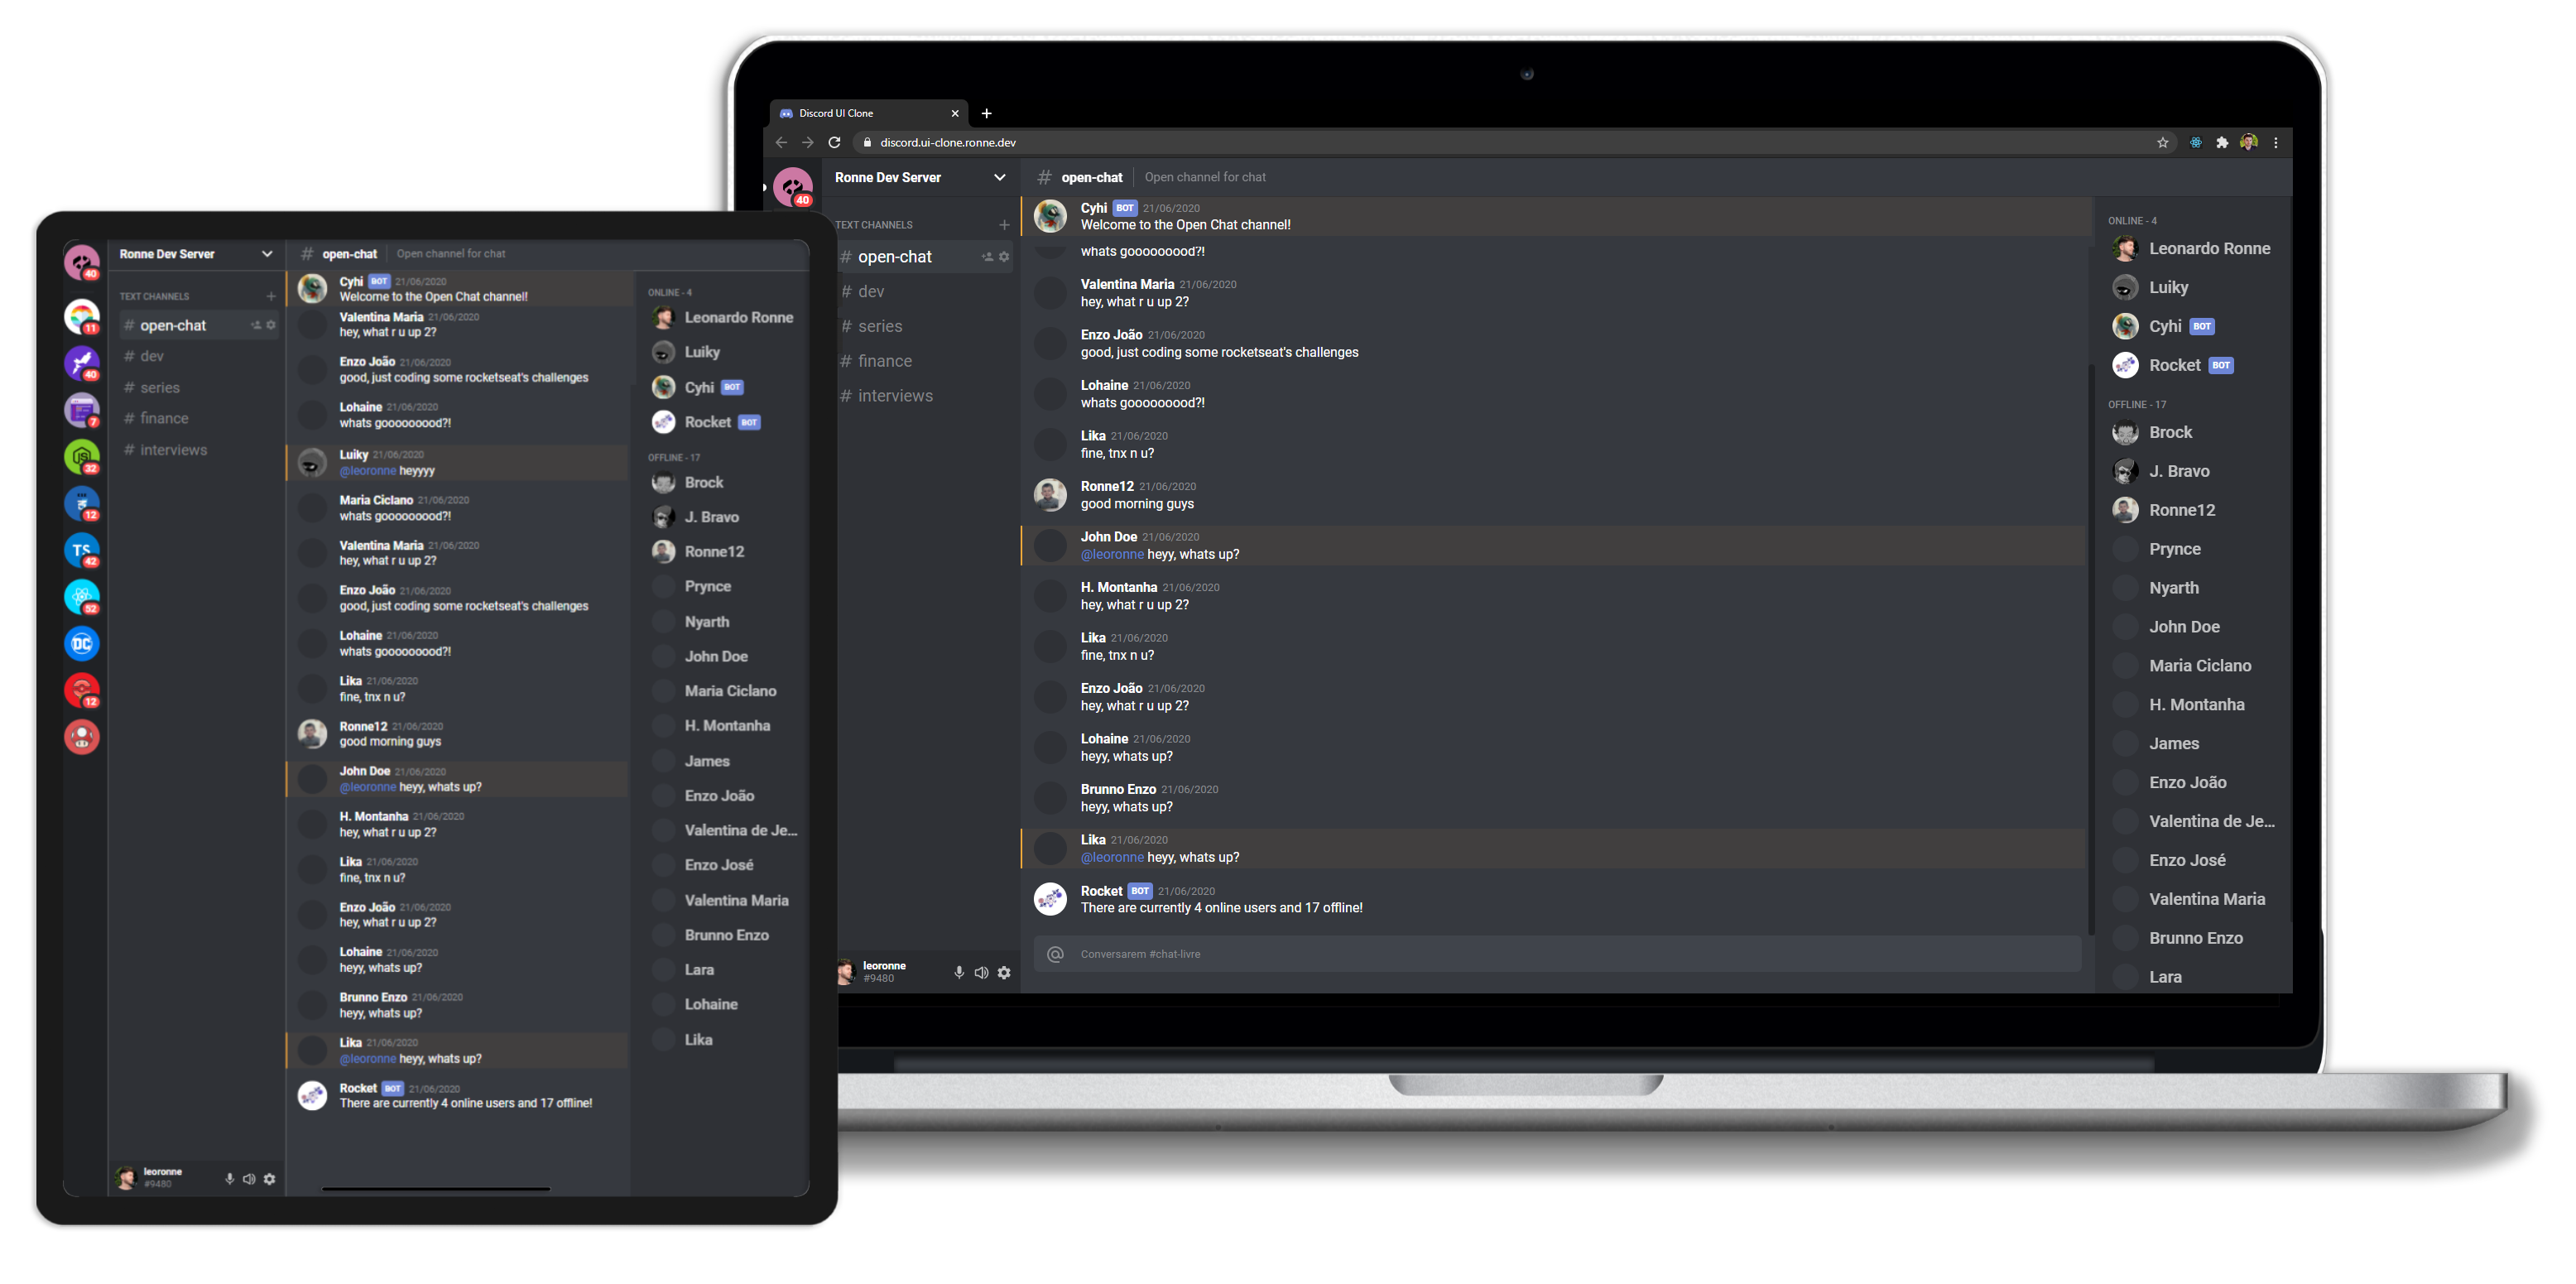 Discord UI Clone
discord.ui-clone.ronne.dev
40
Ronne Dev Server
TEXT CHANNELS
# open-chat
# dev
# series
# finance
# interviews
leoronne
#9480
# open-chat
Open channel for chat
Cyhi BOT 21/06/2020
Welcome to the Open Chat channel!
whats gooooooood?!
Valentina Maria 21/06/2020
hey, what r u up 2?
Enzo João 21/06/2020
good, just coding some rocketseat's challenges
Lohaine 21/06/2020
whats gooooooood?!
Lika 21/06/2020
fine, tnx n u?
Ronne12 21/06/2020
good morning guys
John Doe 21/06/2020
@leoronne heyy, whats up?
H. Montanha 21/06/2020
hey, what r u up 2?
Lika 21/06/2020
fine, tnx n u?
Enzo João 21/06/2020
hey, what r u up 2?
Lohaine 21/06/2020
heyy, whats up?
Brunno Enzo 21/06/2020
heyy, whats up?
Lika 21/06/2020
@leoronne heyy, whats up?
Rocket BOT 21/06/2020
There are currently 4 online users and 17 offline!
@ Conversarem #chat-livre
ONLINE - 4
Leonardo Ronne
Luiky
Cyhi BOT
Rocket BOT
OFFLINE - 17
Brock
J. Bravo
Ronne12
Prynce
Nyarth
John Doe
Maria Ciclano
H. Montanha
James
Enzo João
Valentina de Je...
Enzo José
Valentina Maria
Brunno Enzo
Lara
40
11
40
7
JS
32
12
TS
42
52
DC
12
Ronne Dev Server
TEXT CHANNELS
# open-chat
# dev
# series
# finance
# interviews
leoronne
#9480
# open-chat
Open channel for chat
Cyhi BOT 21/06/2020
Welcome to the Open Chat channel!
Valentina Maria 21/06/2020
hey, what r u up 2?
Enzo João 21/06/2020
good, just coding some rocketseat's challenges
Lohaine 21/06/2020
whats gooooooood?!
Luiky 21/06/2020
@leoronne heyyyy
Maria Ciclano 21/06/2020
whats gooooooood?!
Valentina Maria 21/06/2020
hey, what r u up 2?
Enzo João 21/06/2020
good, just coding some rocketseat's challenges
Lohaine 21/06/2020
whats gooooooood?!
Lika 21/06/2020
fine, tnx n u?
Ronne12 21/06/2020
good morning guys
John Doe 21/06/2020
@leoronne heyy, whats up?
H. Montanha 21/06/2020
hey, what r u up 2?
Lika 21/06/2020
fine, tnx n u?
Enzo João 21/06/2020
hey, what r u up 2?
Lohaine 21/06/2020
heyy, whats up?
Brunno Enzo 21/06/2020
heyy, whats up?
Lika 21/06/2020
@leoronne heyy, whats up?
Rocket BOT 21/06/2020
There are currently 4 online users and 17 offline!
ONLINE - 4
Leonardo Ronne
Luiky
Cyhi BOT
Rocket BOT
OFFLINE - 17
Brock
J. Bravo
Ronne12
Prynce
Nyarth
John Doe
Maria Ciclano
H. Montanha
James
Enzo João
Valentina de Je...
Enzo José
Valentina Maria
Brunno Enzo
Lara
Lohaine
Lika